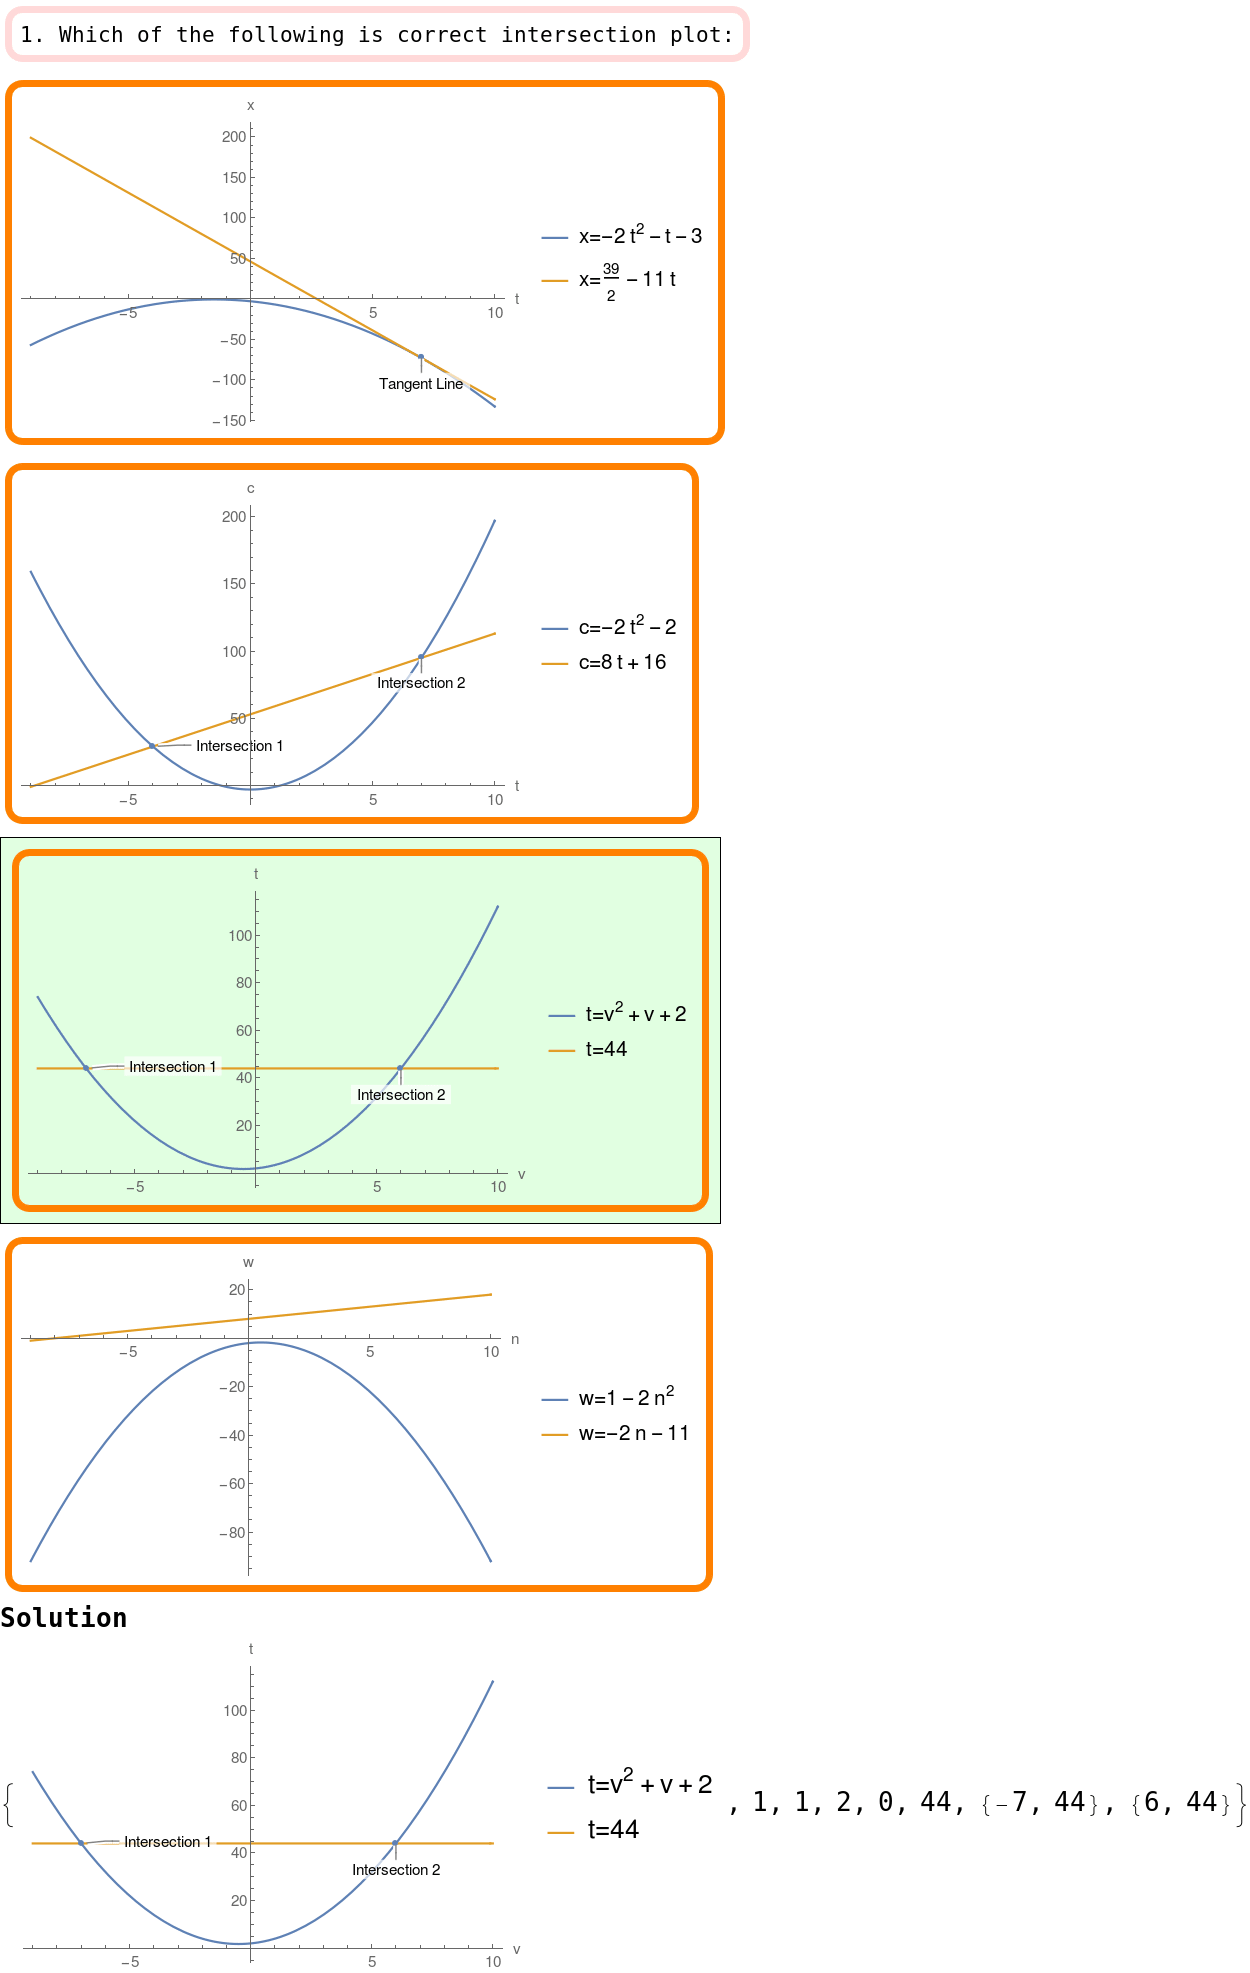 1. Which of the following is correct intersection plot:
x
200
150
100
50
−5 5 10 t
−50
−100
−150
Tangent Line
x=−2 t² − t − 3
x=39/2 − 11 t
c
200
150
100
50
−5 5 10 t
Intersection 2
Intersection 1
c=−2 t² − 2
c=8 t + 16
t
100
80
60
40
20
−5 5 10 v
Intersection 1
Intersection 2
t=v² + v + 2
t=44
w
20
−5 5 10 n
−20
−40
−60
−80
w=1 − 2 n²
w=−2 n − 11
Solution
t
100
80
60
40
20
−5 5 10 v
Intersection 1
Intersection 2
t=v² + v + 2
t=44
{ , 1, 1, 2, 0, 44, {-7, 44}, {6, 44}}